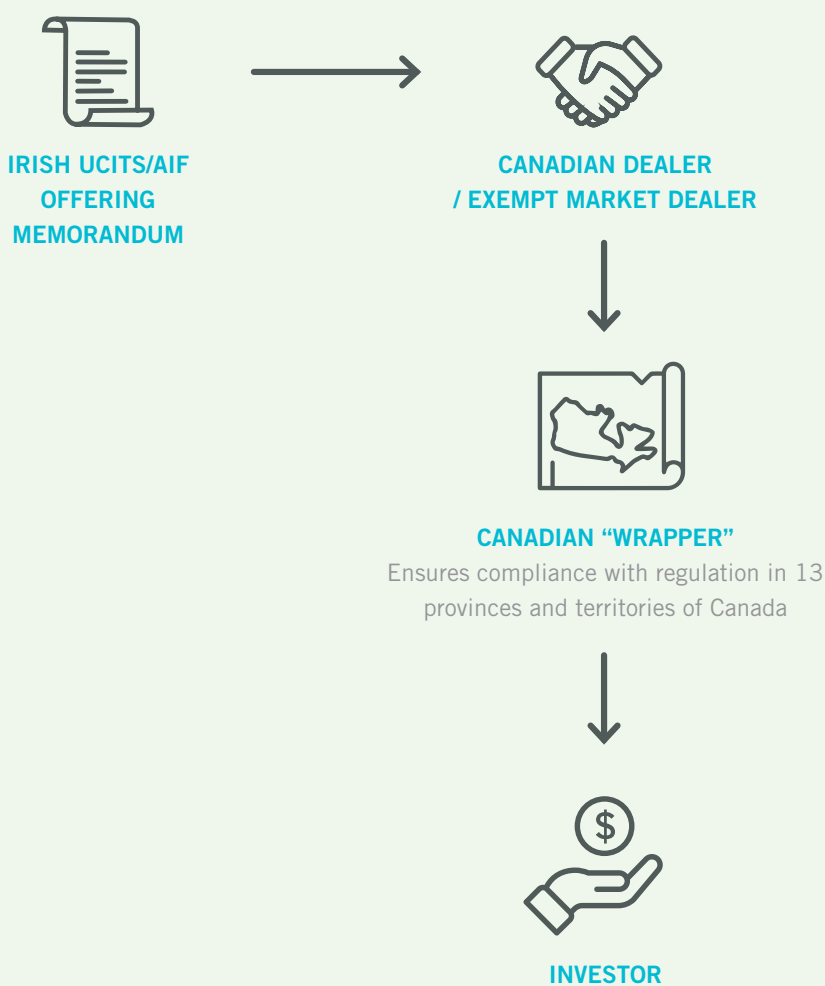 IRISH UCITS/AIF
OFFERING
MEMORANDUM
CANADIAN DEALER
/ EXEMPT MARKET DEALER
CANADIAN “WRAPPER”
Ensures compliance with regulation in 13
provinces and territories of Canada
$
INVESTOR